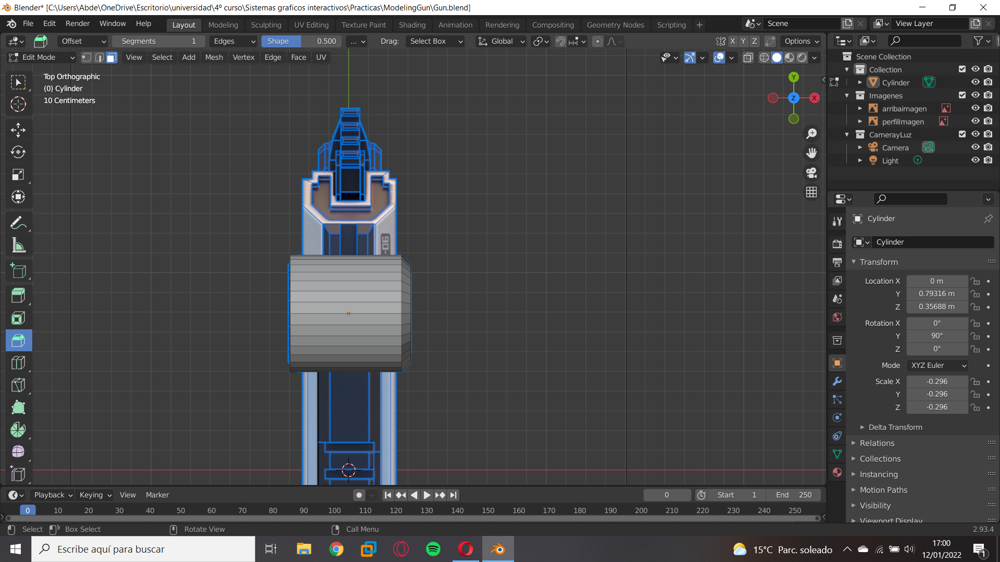 Blender* [C:\Users\Abde\OneDrive\Escritorio\universidad\4º curso\Sistemas graficos interactivos\Practicas\ModelingGun\Gun.blend]
File Edit Render Window Help Layout Modeling Sculpting UV Editing Texture Paint Shading Animation Rendering Compositing Geometry Nodes Scripting + Scene View Layer
Offset Segments 1 Edges Shape 0.500 ... Drag: Select Box Global X Y Z Options
Edit Mode View Select Add Mesh Vertex Edge Face UV
Top Orthographic
(0) Cylinder
10 Centimeters
Y
Z
X
-06
Scene Collection
Collection
Cylinder
Imagenes
arribaimagen
perfilImagen
CamerayLuz
Camera
Light
Cylinder
Cylinder
Transform
Location X 0 m
Y 0.79316 m
Z 0.35688 m
Rotation X 0°
Y 90°
Z 0°
Mode XYZ Euler
Scale X -0.296
Y -0.296
Z -0.296
Delta Transform
Relations
Collections
Instancing
Motion Paths
Visibility
Viewport Display
Playback Keying View Marker 0 Start 1 End 250
0 10 20 30 40 50 60 70 80 90 100 110 120 130 140 150 160 170 180 190 200 210 220 230 240 250
Select Box Select Rotate View Call Menu 2.93.4
Escribe aquí para buscar
15°C Parc. soleado
17:00
12/01/2022
1